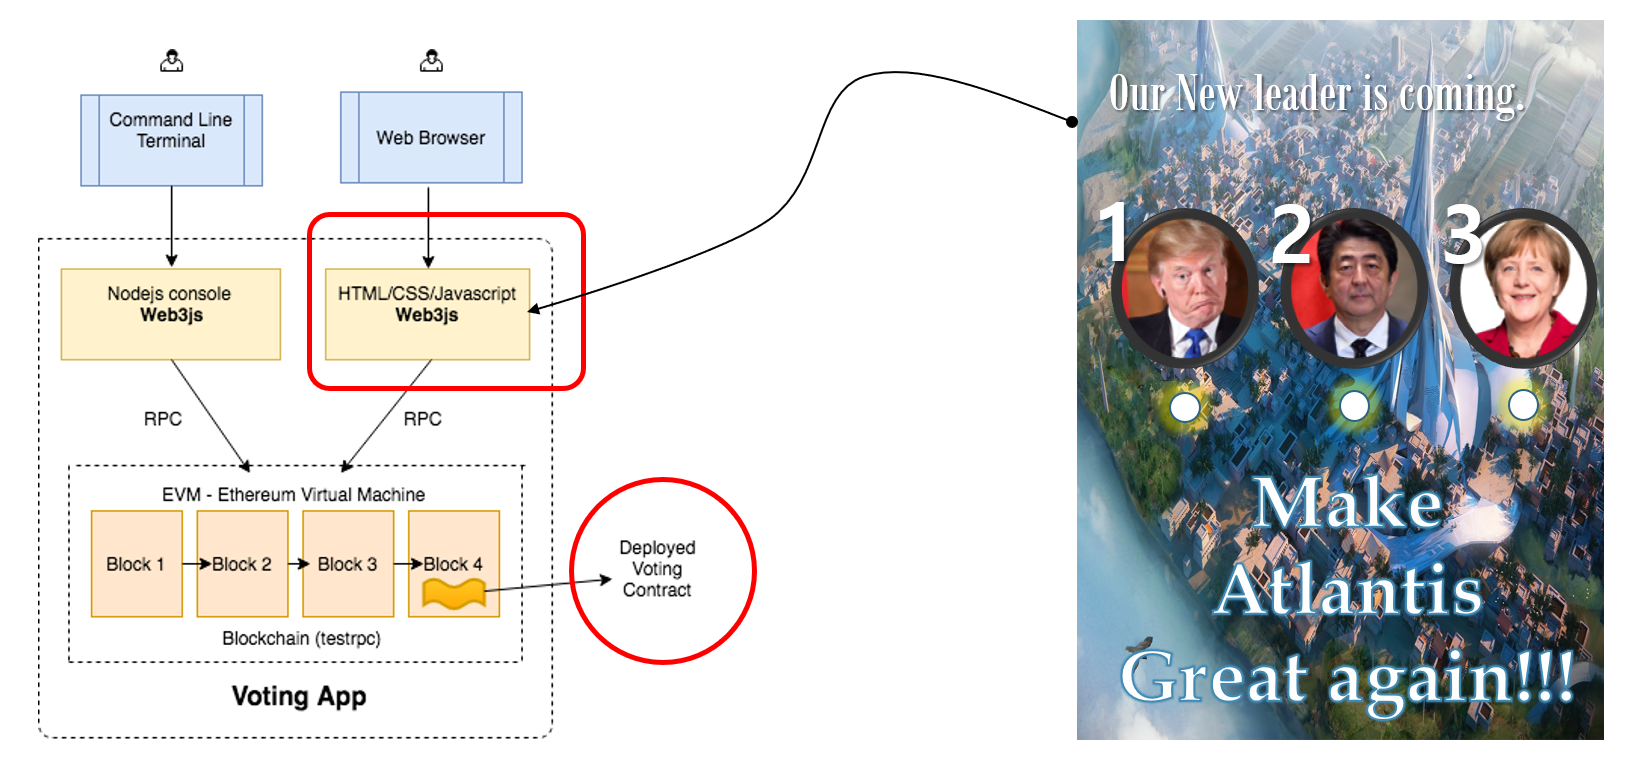 Command Line
Terminal
Web Browser
Nodejs console
Web3js
HTML/CSS/Javascript
Web3js
RPC
RPC
EVM - Ethereum Virtual Machine
Block 1
Block 2
Block 3
Block 4
Blockchain (testrpc)
Voting App
Deployed
Voting
Contract
Our New leader is coming.
1
2
3
Make
Atlantis
Great again!!!